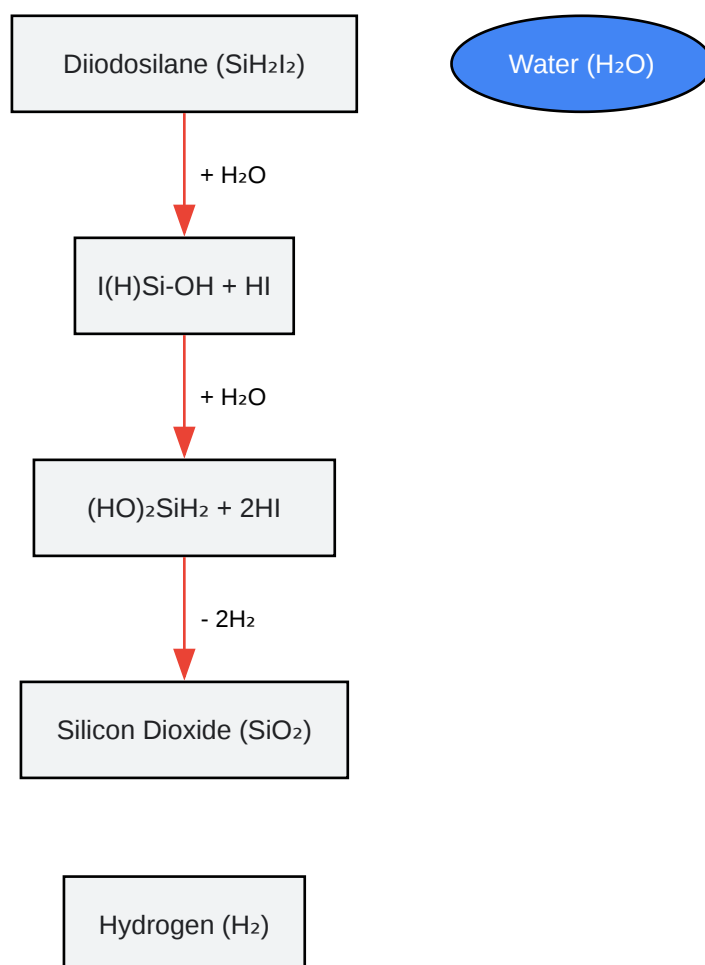 Diiodosilane (SiH₂I₂)
Water (H₂O)
+ H₂O
I(H)Si-OH + HI
+ H₂O
(HO)₂SiH₂ + 2HI
- 2H₂
Silicon Dioxide (SiO₂)
Hydrogen (H₂)